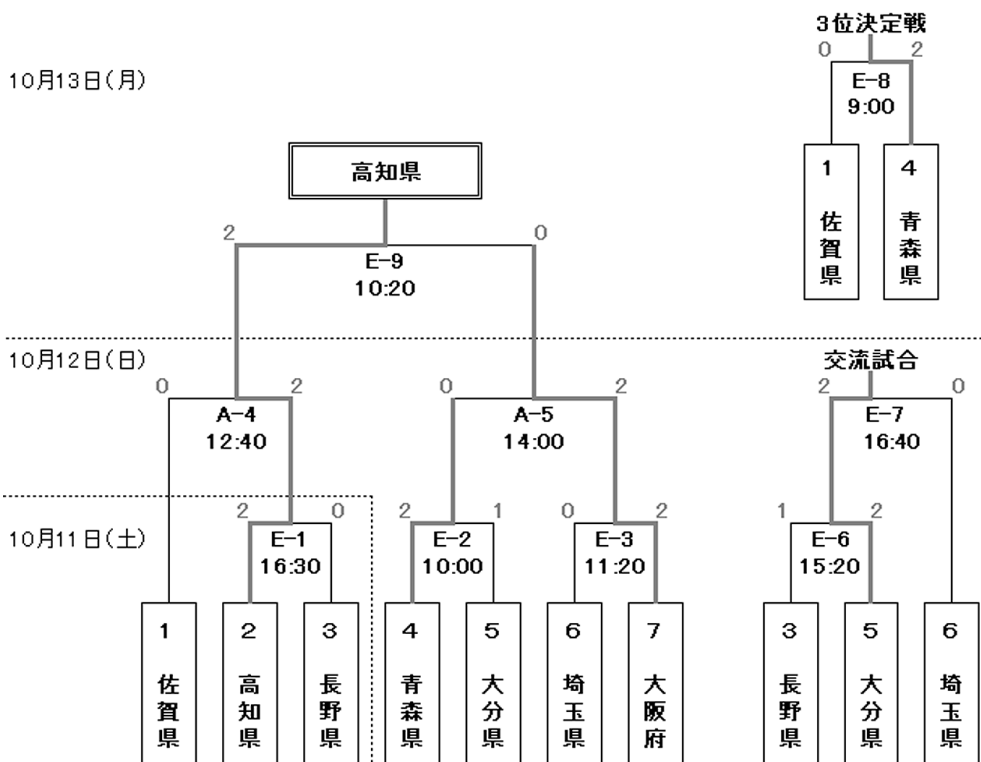 3位決定戦
0 2
10月13日(月)
E-8
9:00
高知県
1 4
佐賀県 青森県
2 0
E-9
10:20
10月12日(日)
交流試合
0 2 0 2 2 0
A-4 A-5 E-7
12:40 14:00 16:40
2 0 2 1 0 2 1 2
10月11日(土)
E-1 E-2 E-3 E-6
16:30 10:00 11:20 15:20
1 2 3 4 5 6 7 3 5 6
佐賀県 高知県 長野県 青森県 大分県 埼玉県 大阪府 長野県 大分県 埼玉県